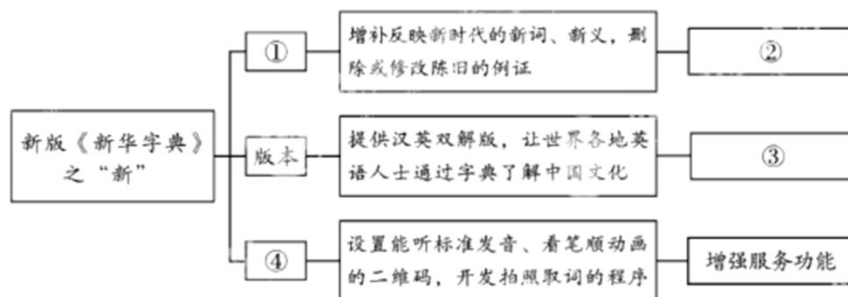 ①
增补反映新时代的新词、新义，删
除或修改陈旧的例证
②
新版《新华字典》
之“新”
版本
提供汉英双解版，让世界各地英
语人士通过字典了解中国文化
③
④
设置能听标准发音、看笔顺动画
的二维码，开发拍照取词的程序
增强服务功能